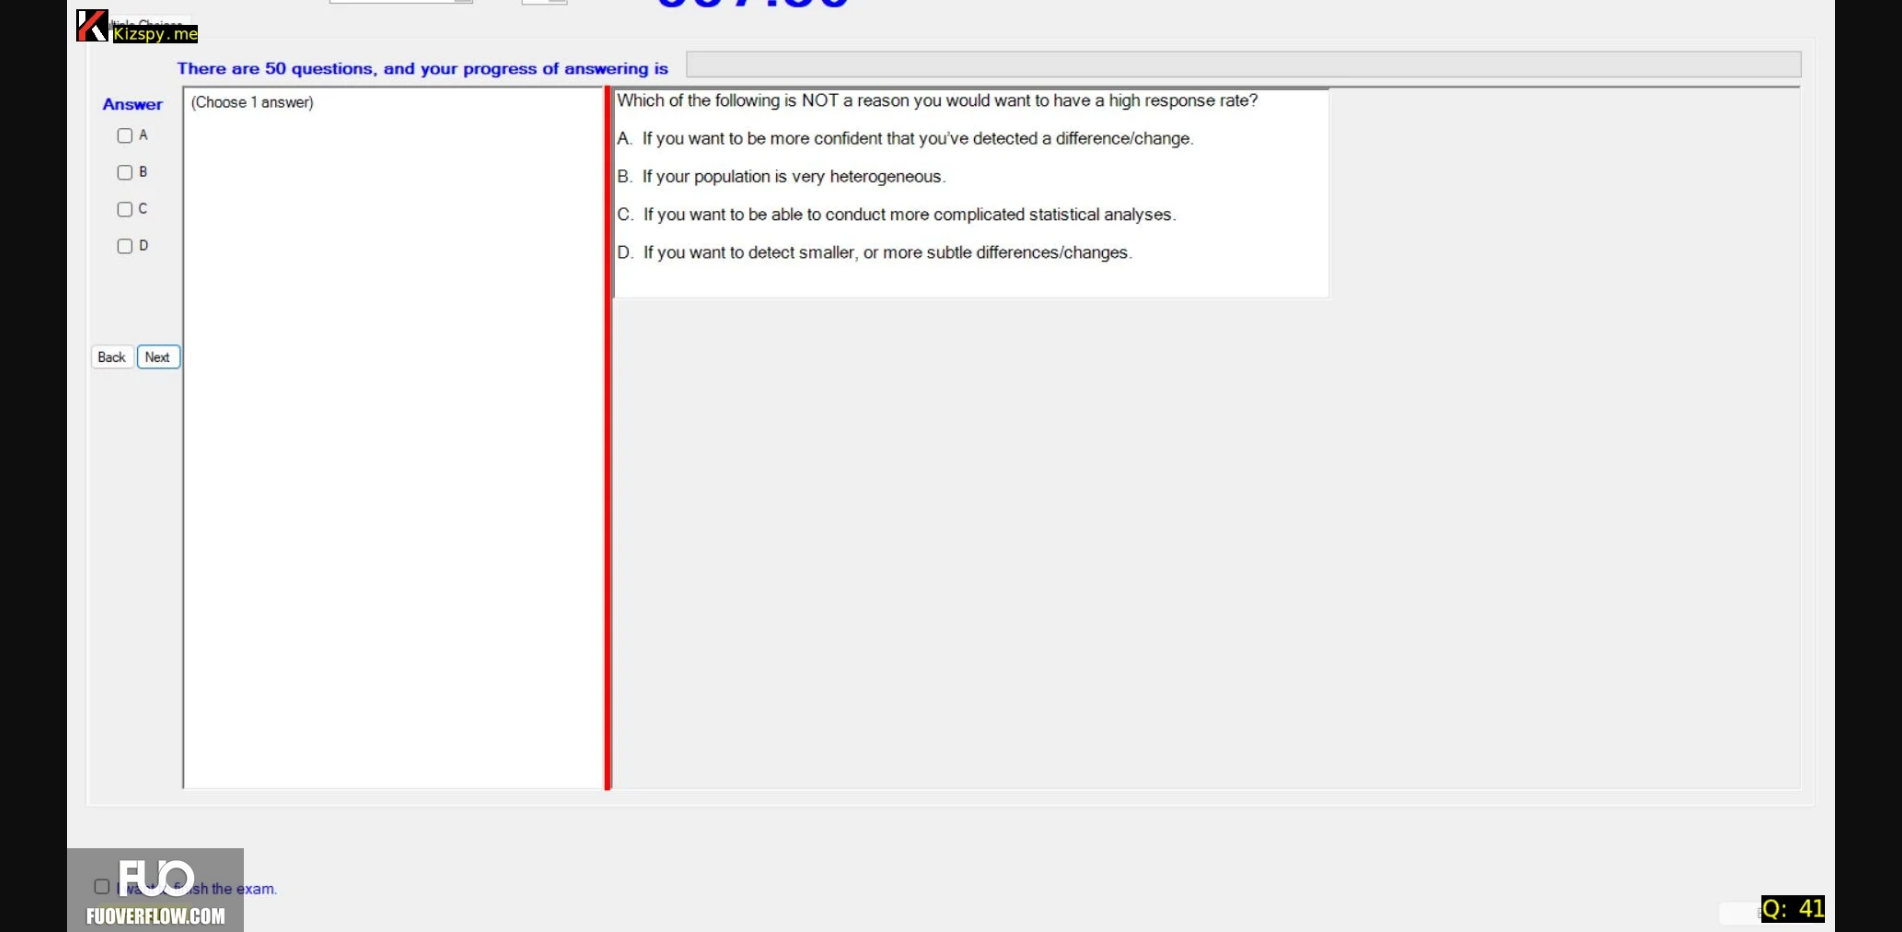 Kizspy.me
There are 50 questions, and your progress of answering is
Answer
(Choose 1 answer)
A
B
C
D
Back
Next
Which of the following is NOT a reason you would want to have a high response rate?
A. If you want to be more confident that you've detected a difference/change.
B. If your population is very heterogeneous.
C. If you want to be able to conduct more complicated statistical analyses.
D. If you want to detect smaller, or more subtle differences/changes.
the exam.
FUO
FUOVERFLOW.COM
Q: 41